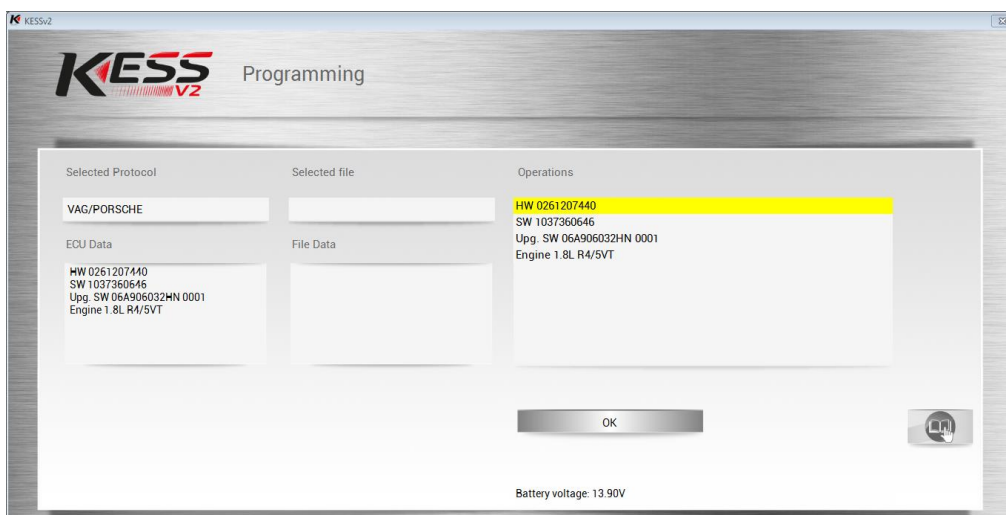 KESSv2
KESS V2
Programming
Selected Protocol
Selected file
Operations
VAG/PORSCHE
HW 0261207440
SW 1037360646
Upg. SW 06A906032HN 0001
Engine 1.8L R4/5VT
ECU Data
File Data
HW 0261207440
SW 1037360646
Upg. SW 06A906032HN 0001
Engine 1.8L R4/5VT
OK
Battery voltage: 13.90V